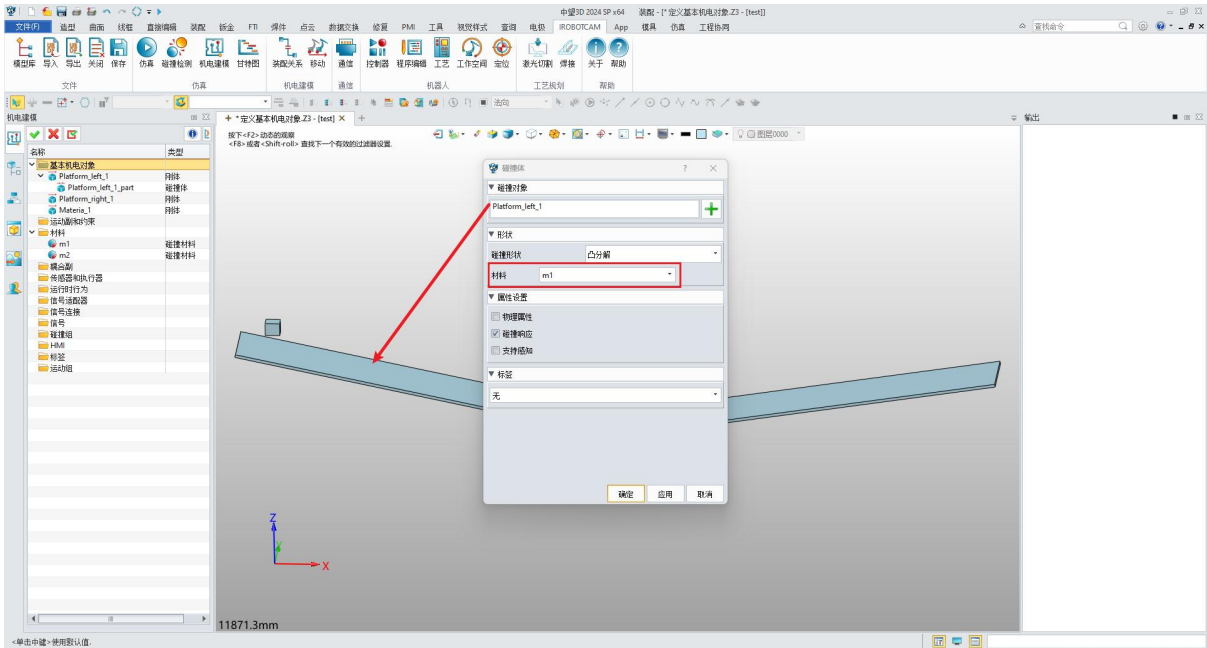 中望3D 2024 SP x64 装配 - [* 定义基本机电对象.Z3 - [test]]
文件(F) 造型 曲面 线框 直接编辑 装配 钣金 FTI 焊件 点云 数据交换 修复 PMI 工具 视觉样式 查询 电极 IROBOTCAM App 模具 仿真 工程协同 查找命令
模型库 导入 导出 关闭 保存 仿真 碰撞检测 机电建模 甘特图 装配关系 移动 通信 控制器 程序编辑 工艺 工作空间 定位 激光切割 焊接 关于 帮助
文件 仿真 机电建模 通信 机器人 工艺规划 帮助
法向
机电建模
+ * 定义基本机电对象.Z3 - [test] × +
输出
按下<F2>动态的观察
<F8>或者<Shift-roll> 查找下一个有效的过滤器设置.
图层0000
名称 类型
基本机电对象
Platform_left_1 刚体
Platform_left_1_part 碰撞体
Platform_right_1 刚体
Materia_1 刚体
运动副和约束
材料
m1 碰撞材料
m2 碰撞材料
耦合副
传感器和执行器
运行时行为
信号适配器
信号连接
信号
碰撞组
HMI
标签
运动组
碰撞体 ? ×
碰撞对象
Platform_left_1
形状
碰撞形状 凸分解
材料 m1
属性设置
物理属性
碰撞响应
支持感知
标签
无
确定 应用 取消
Z
Y
X
11871.3mm
<单击中键>使用默认值.